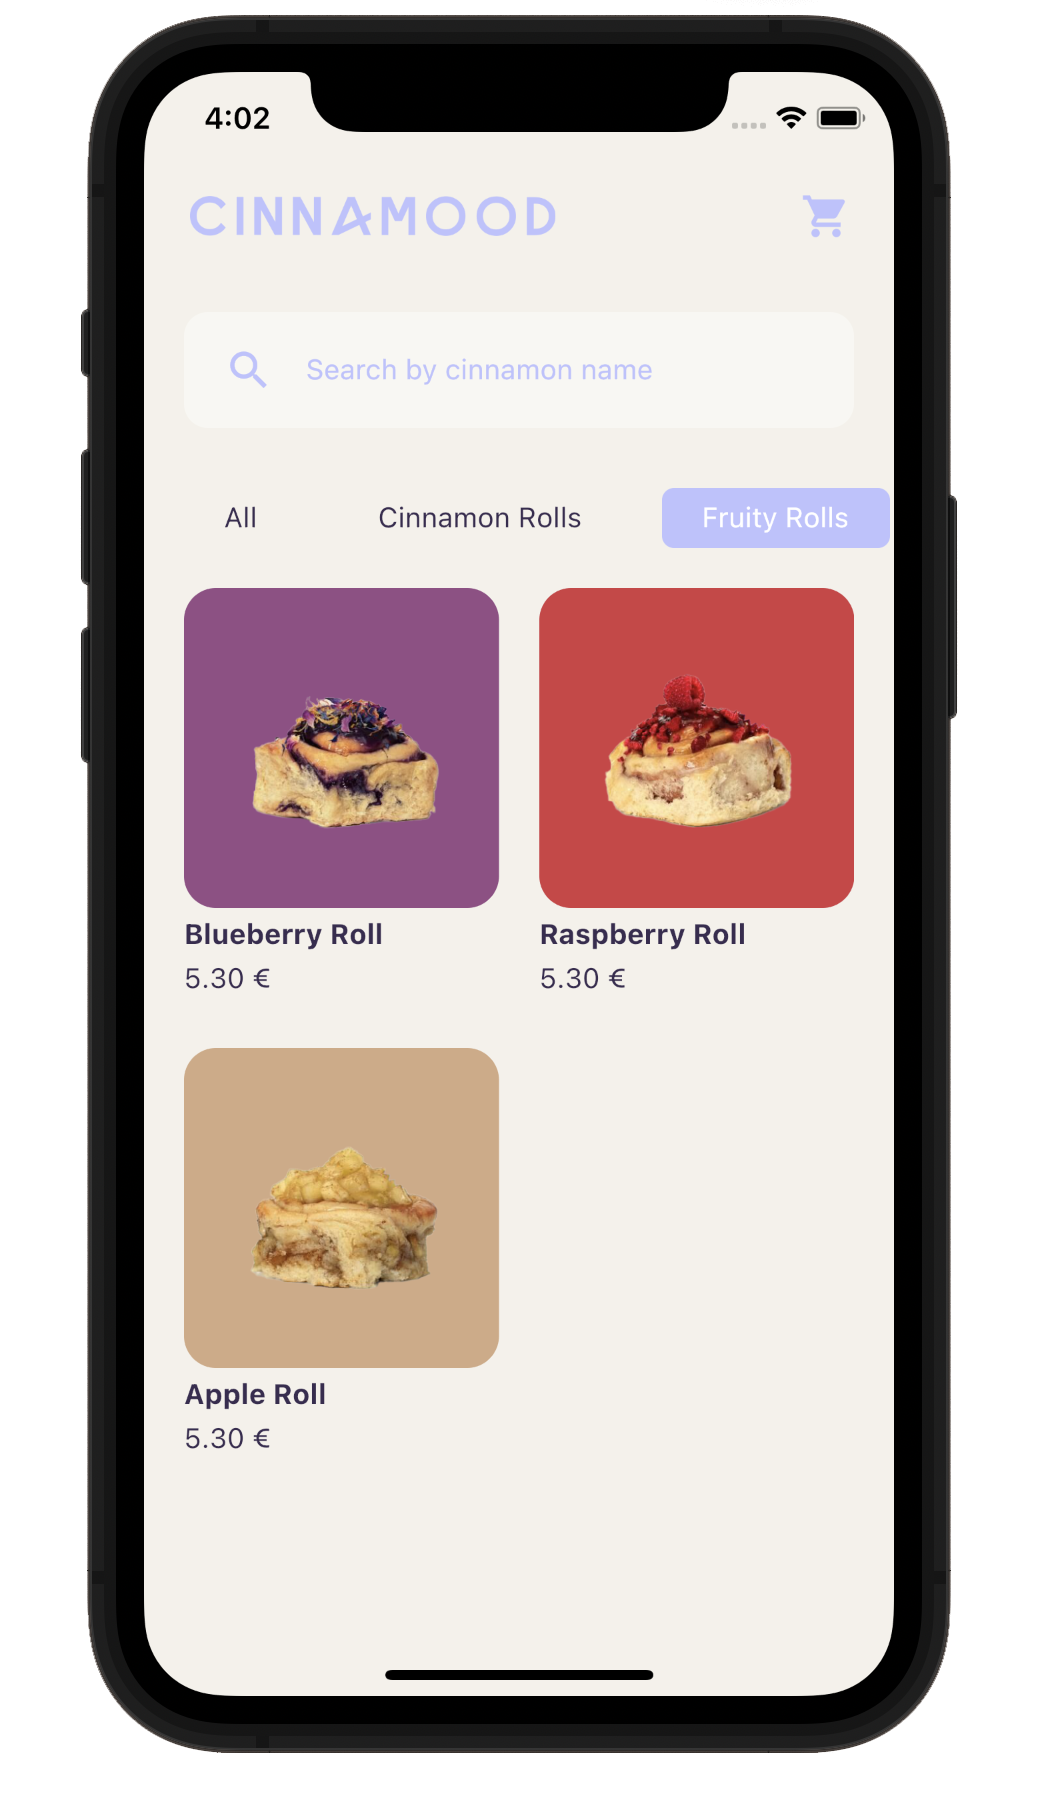 4:02
CINNAMOOD
Search by cinnamon name
All Cinnamon Rolls Fruity Rolls
Blueberry Roll Raspberry Roll
5.30 € 5.30 €
Apple Roll
5.30 €